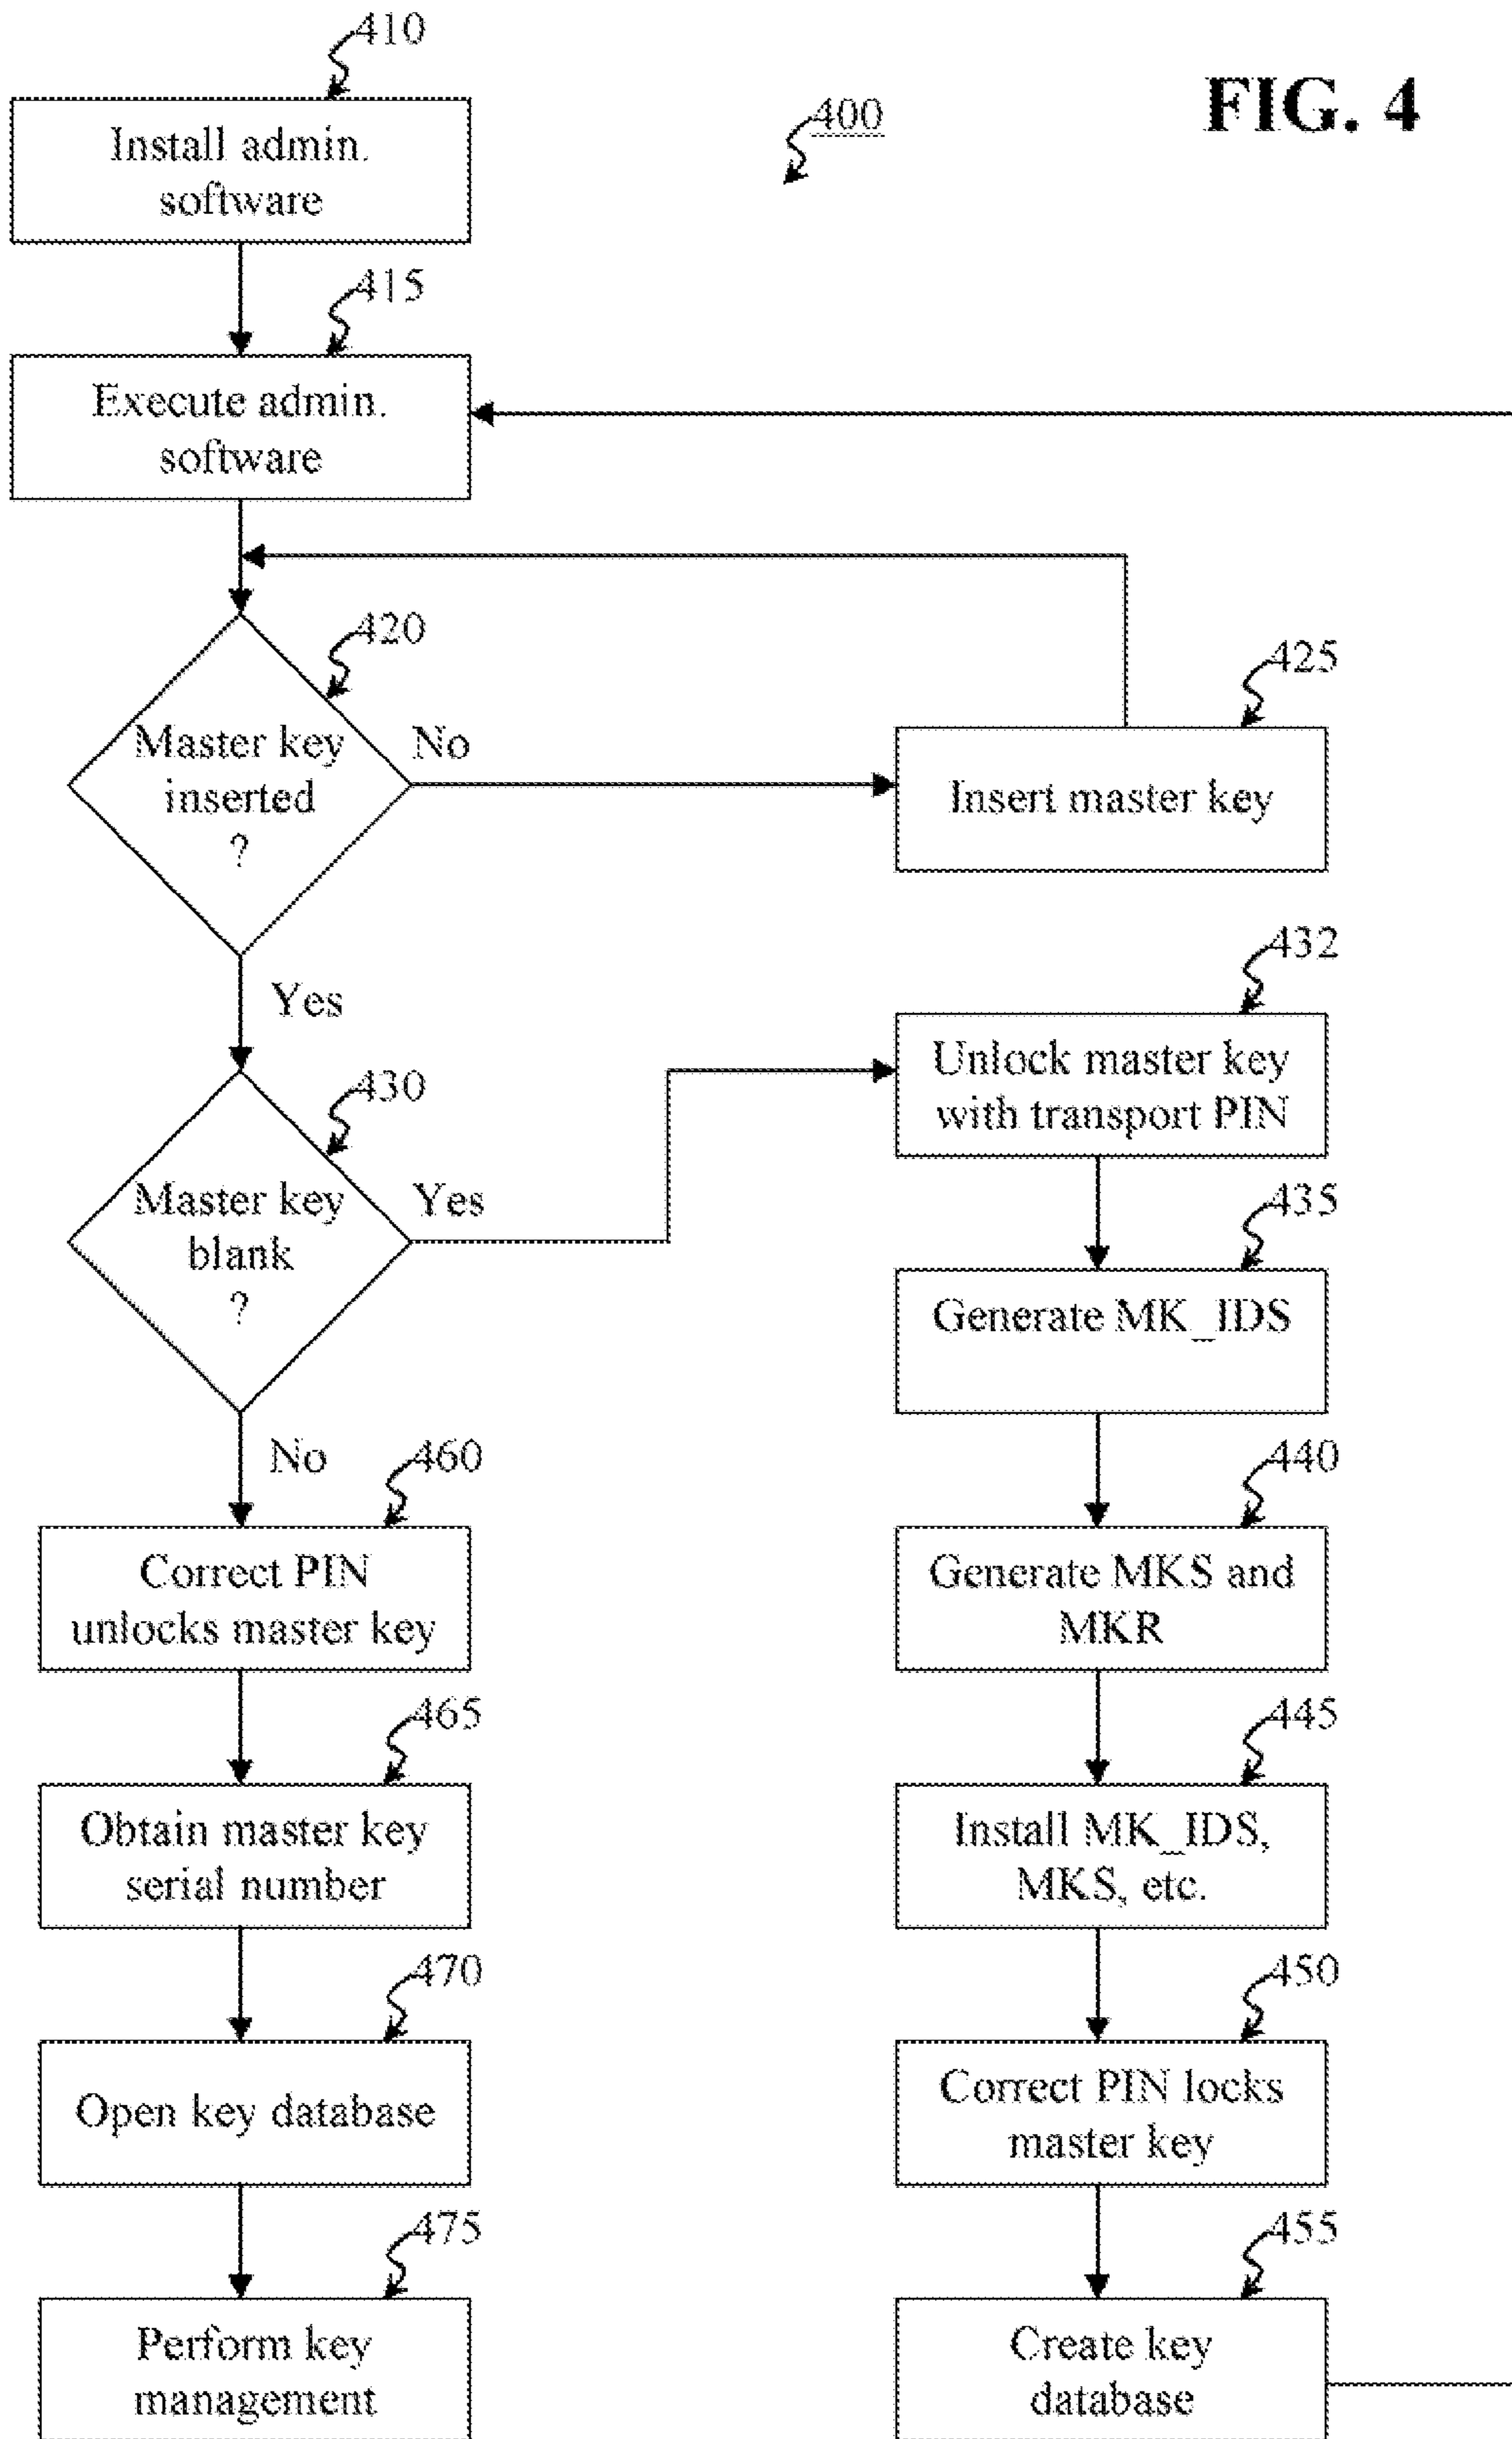 410
FIG. 4
400
Install admin.
software
415
Execute admin.
software
420
425
Master key
inserted
?
No
Insert master key
Yes
432
Unlock master key
with transport PIN
430
Master key
blank
?
Yes
435
Generate MK_IDS
No
460
440
Correct PIN
unlocks master key
Generate MKS and
MKR
465
445
Obtain master key
serial number
Install MK_IDS,
MKS, etc.
470
450
Open key database
Correct PIN locks
master key
475
455
Perform key
management
Create key
database